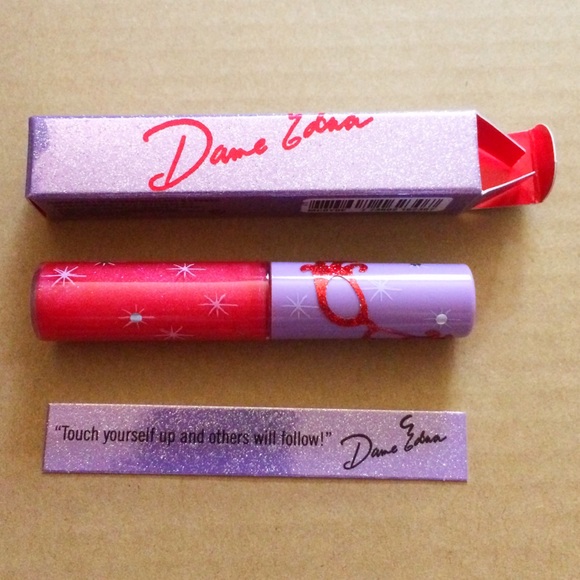 Dame Edna
"Touch yourself up and others will follow!" Dame Edna